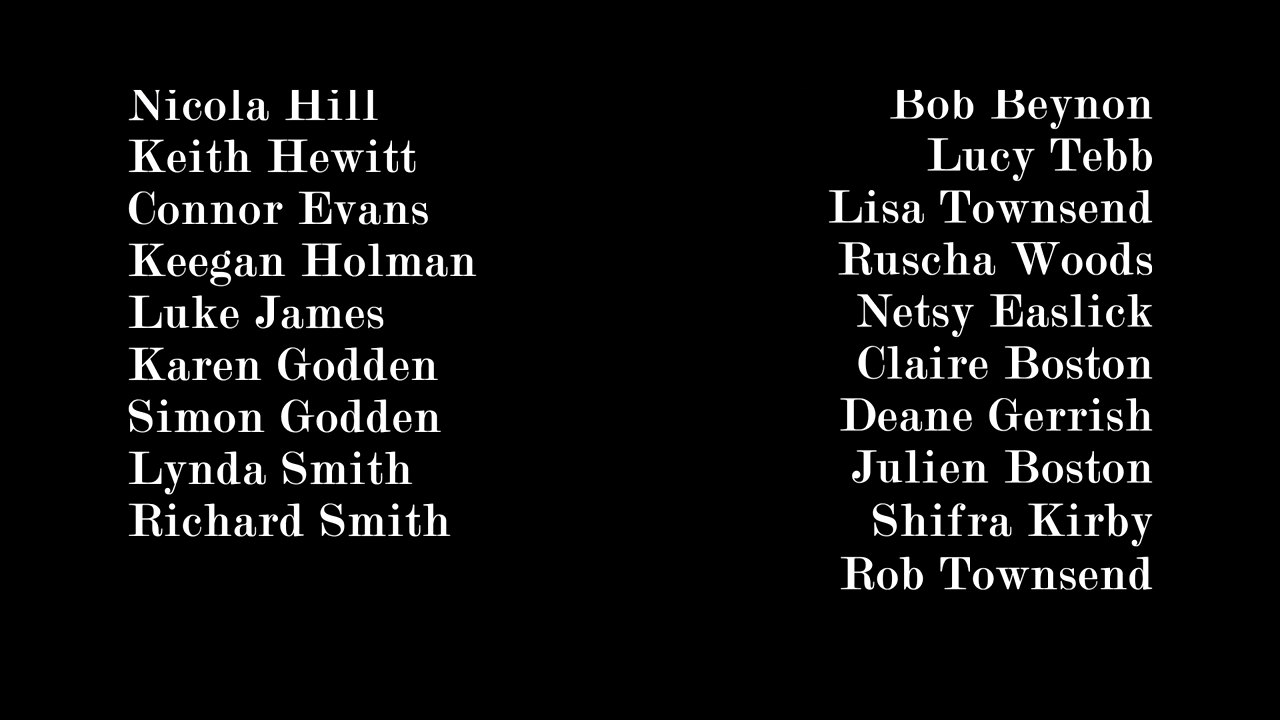 Nicola Hill
Keith Hewitt
Connor Evans
Keegan Holman
Luke James
Karen Godden
Simon Godden
Lynda Smith
Richard Smith
Bob Beynon
Lucy Tebb
Lisa Townsend
Ruscha Woods
Netsy Easlick
Claire Boston
Deane Gerrish
Julien Boston
Shifra Kirby
Rob Townsend